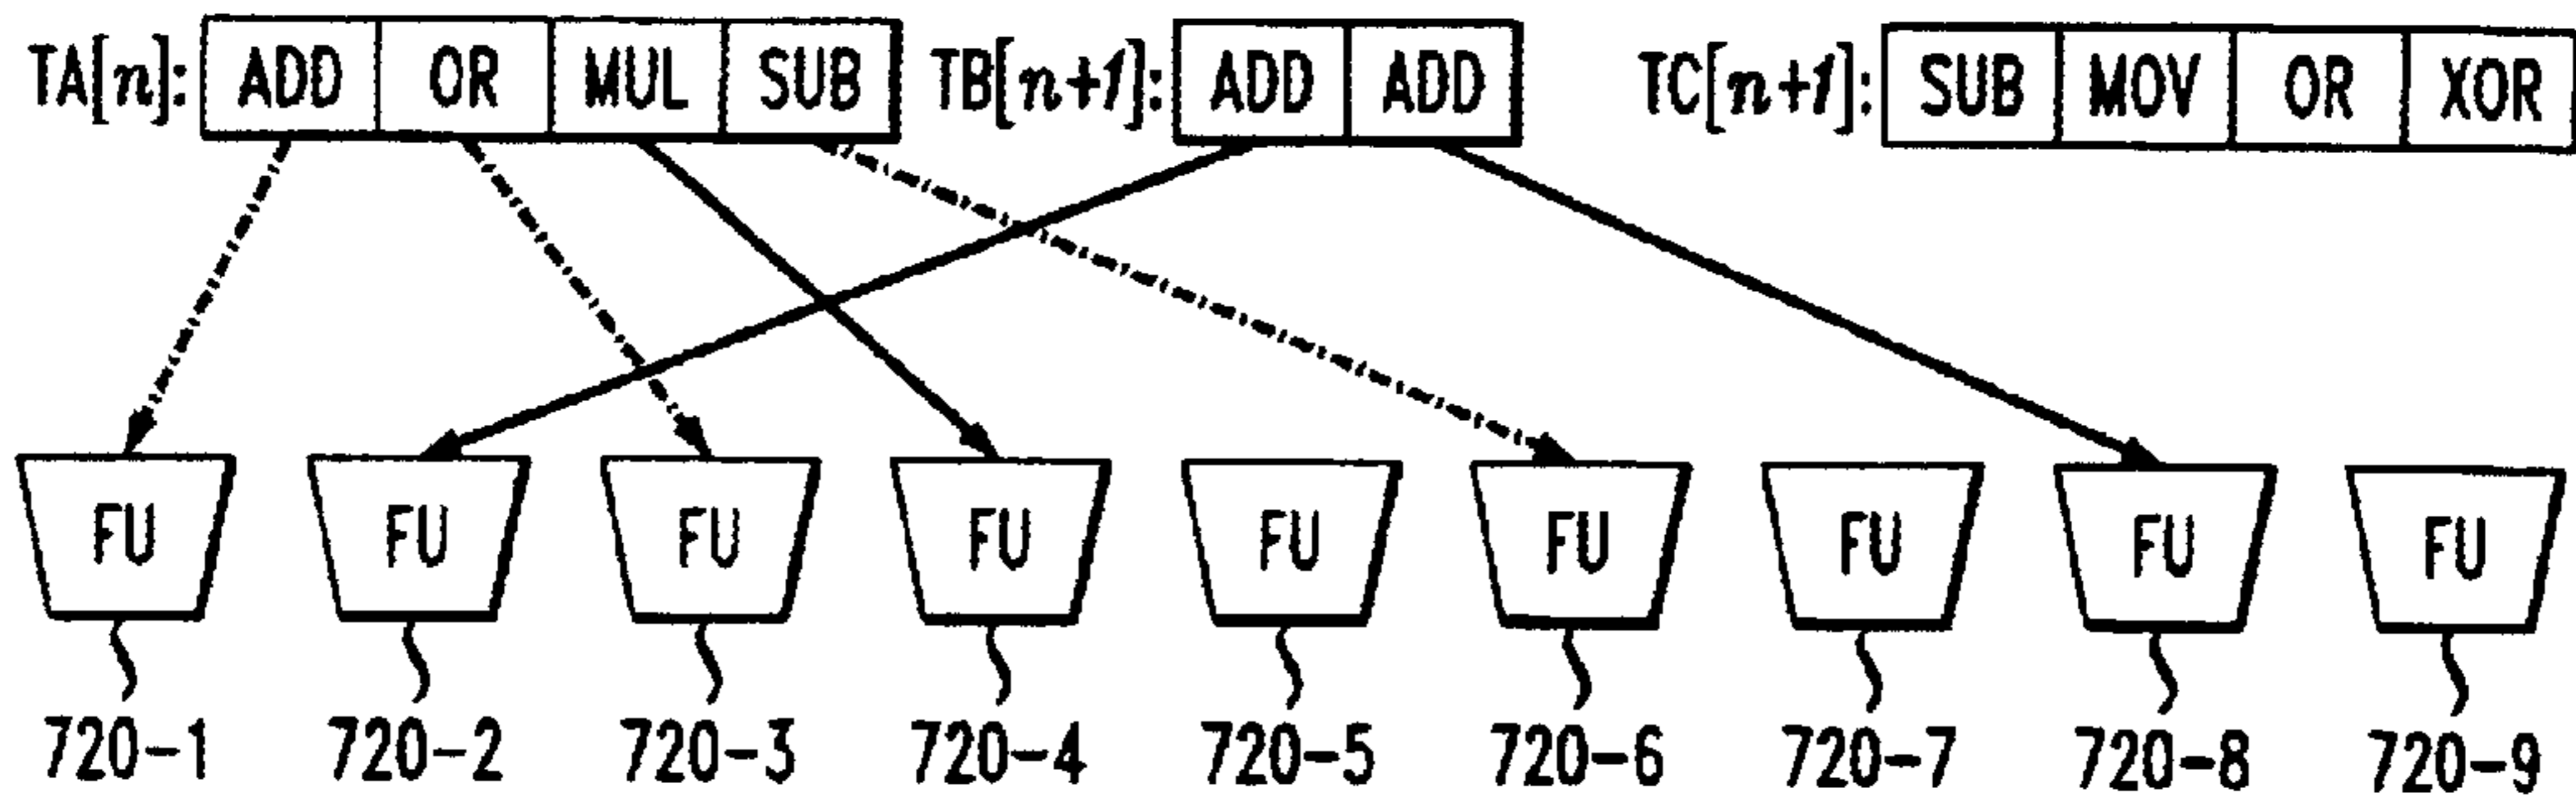 TA[n]: ADD OR MUL SUB TB[n+1]: ADD ADD TC[n+1]: SUB MOV OR XOR
FU FU FU FU FU FU FU FU FU
720-1 720-2 720-3 720-4 720-5 720-6 720-7 720-8 720-9